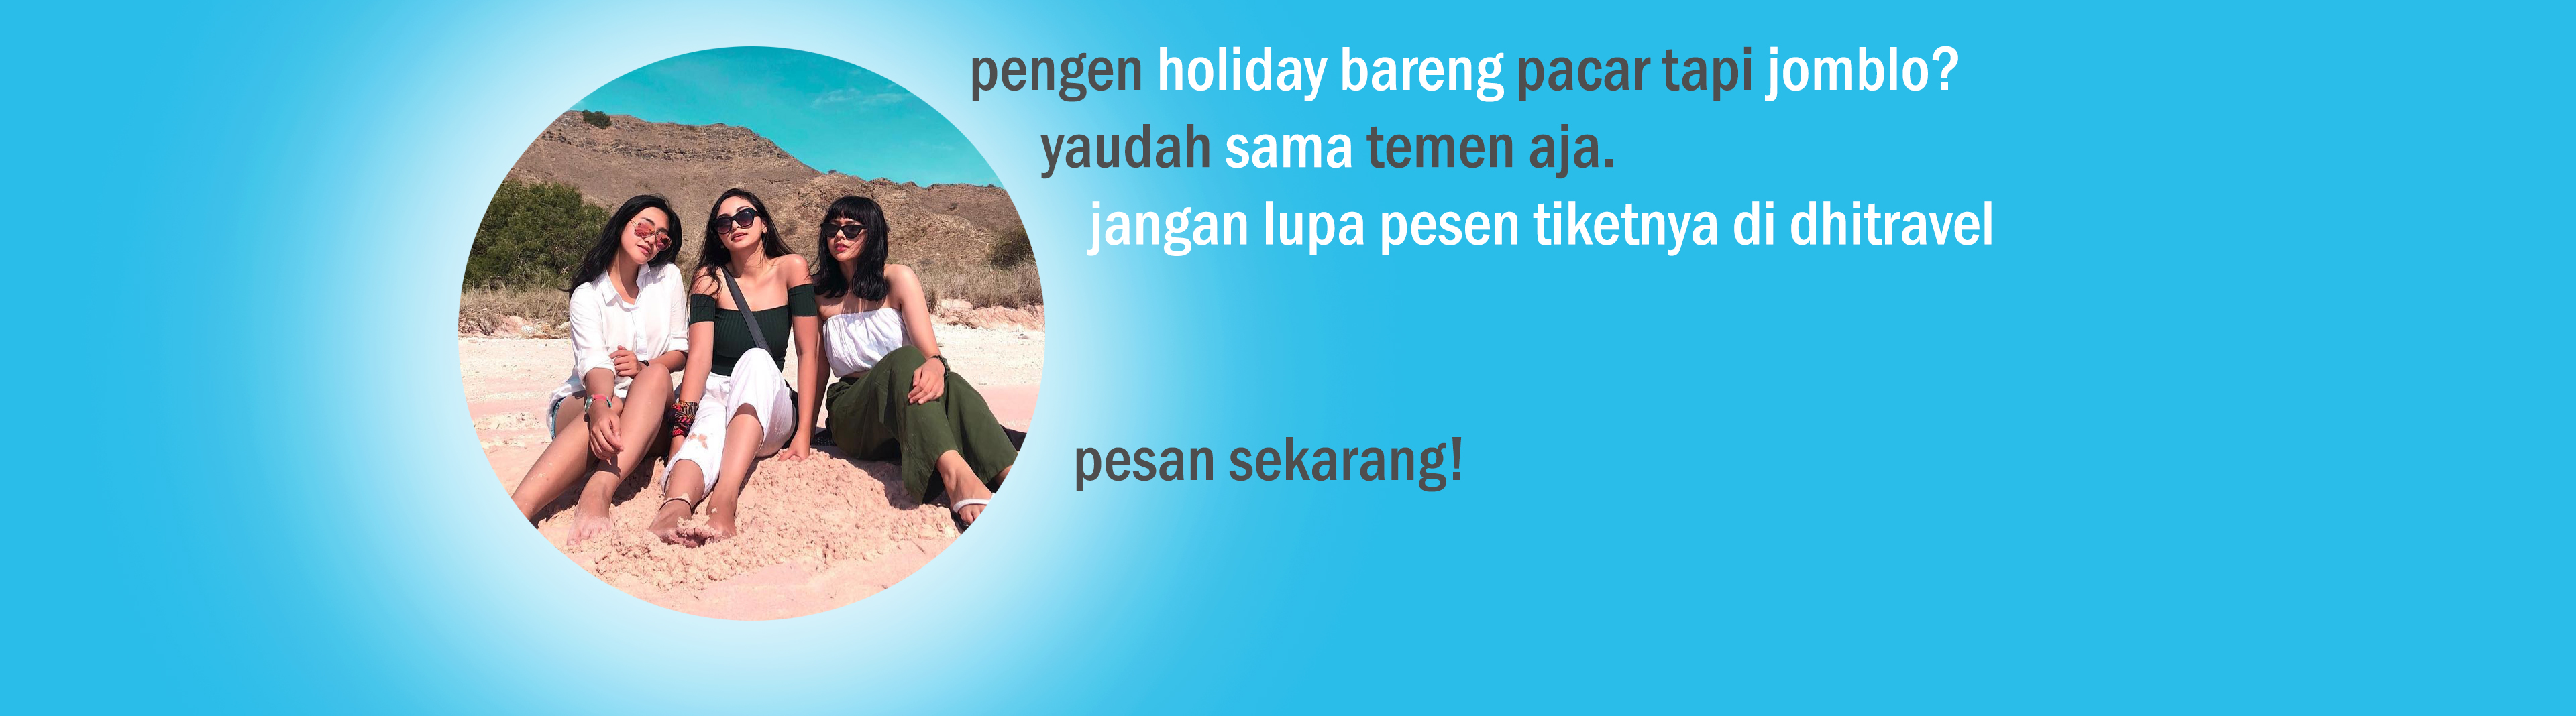 pengen holiday bareng pacar tapi jomblo?
yaudah sama temen aja.
jangan lupa pesen tiketnya di dhitravel
pesan sekarang!